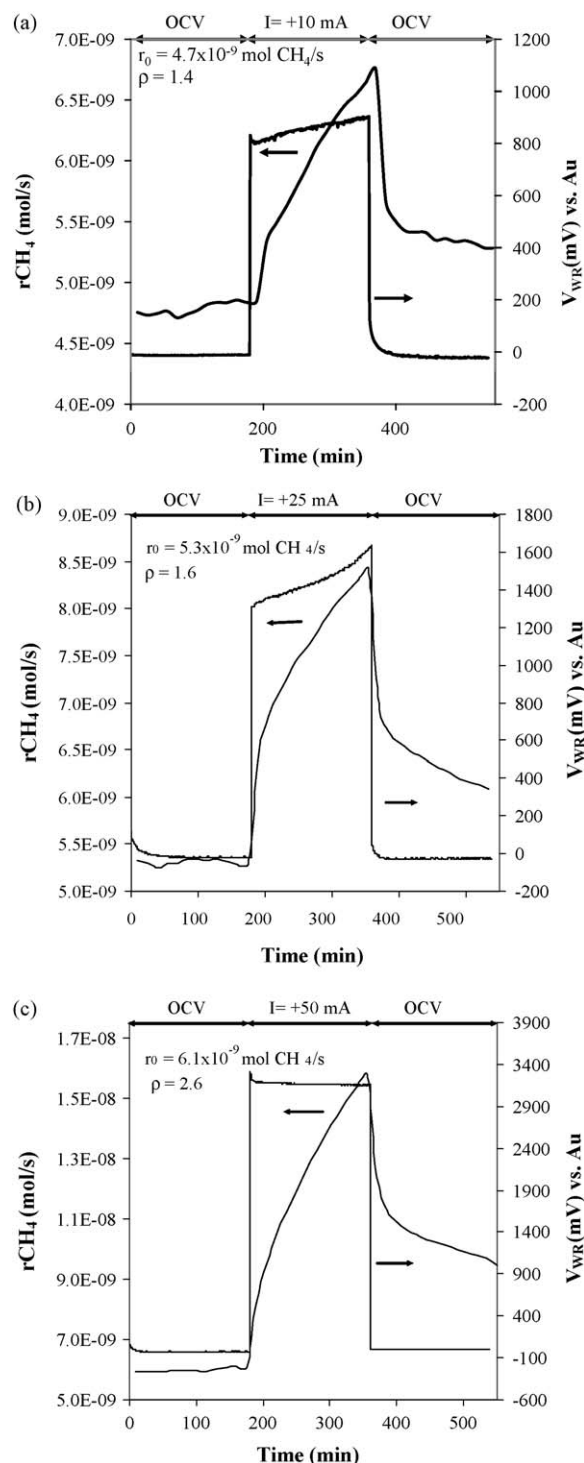 (a)
OCV I= +10 mA OCV
r0 = 4.7x10-9 mol CH4/s
ρ = 1.4
7.0E-09
6.5E-09
6.0E-09
5.5E-09
5.0E-09
4.5E-09
4.0E-09
rCH4 (mol/s)
1200
1000
800
600
400
200
0
-200
VWR(mV) vs. Au
0 200 400
Time (min)
(b)
OCV I= +25 mA OCV
r0 = 5.3x10-9 mol CH 4/s
ρ = 1.6
9.0E-09
8.5E-09
8.0E-09
7.5E-09
7.0E-09
6.5E-09
6.0E-09
5.5E-09
5.0E-09
rCH4 (mol/s)
1800
1600
1400
1200
1000
800
600
400
200
0
-200
VWR(mV) vs. Au
0 100 200 300 400 500
Time (min)
(c)
OCV I= +50 mA OCV
r0 = 6.1x10-9 mol CH 4/s
ρ = 2.6
1.7E-08
1.5E-08
1.3E-08
1.1E-08
9.0E-09
7.0E-09
5.0E-09
rCH4 (mol/s)
3900
3400
2900
2400
1900
1400
900
400
-100
-600
VWR(mV) vs. Au
0 100 200 300 400 500
Time (min)